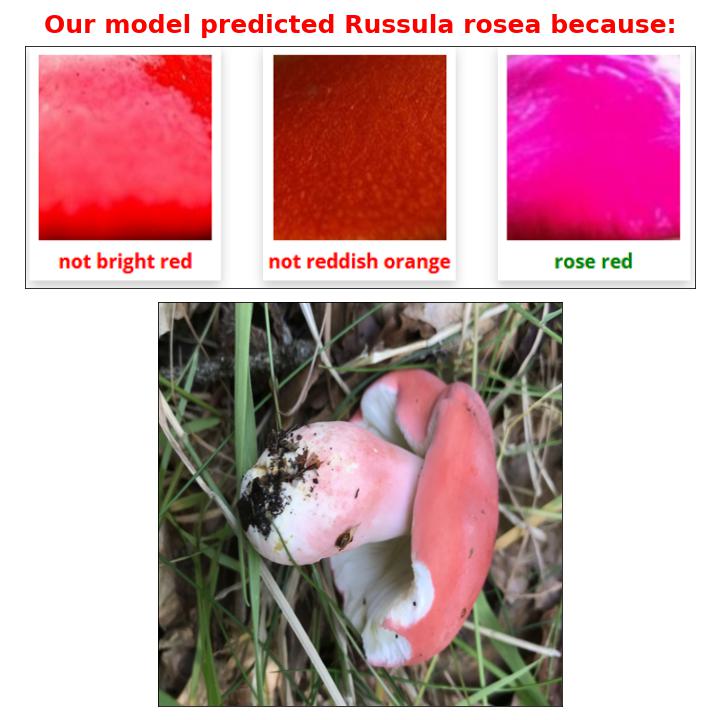 Our model predicted Russula rosea because:
not bright red
not reddish orange
rose red